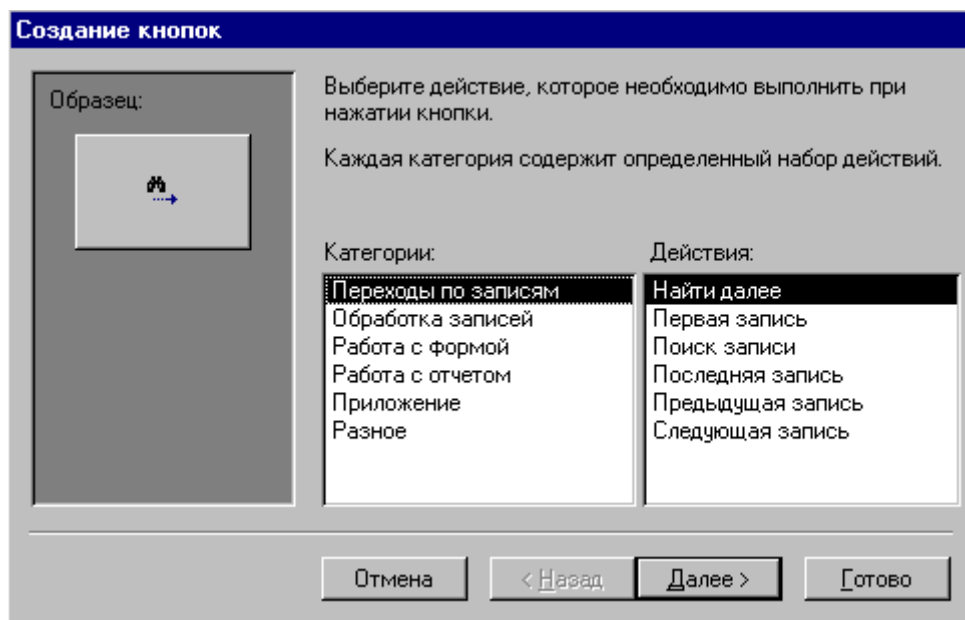 Создание кнопок
Образец:
Выберите действие, которое необходимо выполнить при
нажатии кнопки.
Каждая категория содержит определенный набор действий.
Категории:
Переходы по записям
Обработка записей
Работа с формой
Работа с отчетом
Приложение
Разное
Действия:
Найти далее
Первая запись
Поиск записи
Последняя запись
Предыдущая запись
Следующая запись
Отмена
< Назад
Далее >
Готово